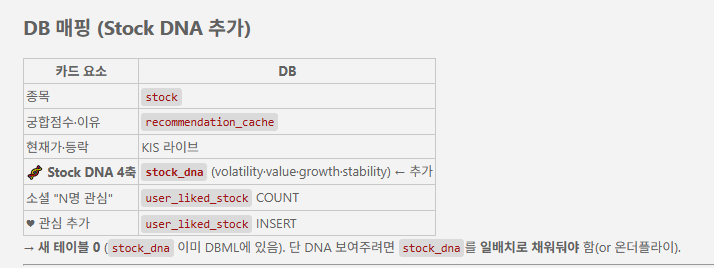 DB 매핑 (Stock DNA 추가)
카드 요소 DB
종목 stock
궁합점수·이유 recommendation_cache
현재가·등락 KIS 라이브
🍬 Stock DNA 4축 stock_dna (volatility·value·growth·stability) ← 추가
소셜 "N명 관심" user_liked_stock COUNT
♥ 관심 추가 user_liked_stock INSERT
→ 새 테이블 0 (stock_dna 이미 DBML에 있음). 단 DNA 보여주려면 stock_dna를 일배치로 채워둬야 함(or 온더플라이).